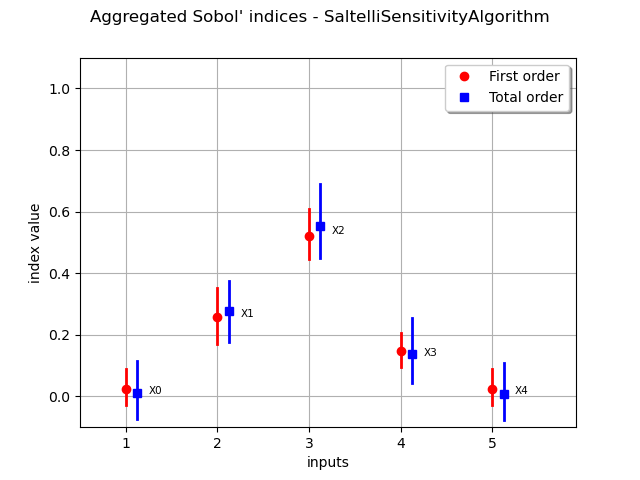 Aggregated Sobol' indices - SaltelliSensitivityAlgorithm
First order
Total order
1.0
0.8
0.6
0.4
0.2
0.0
index value
X0
X1
X2
X3
X4
1 2 3 4 5
inputs